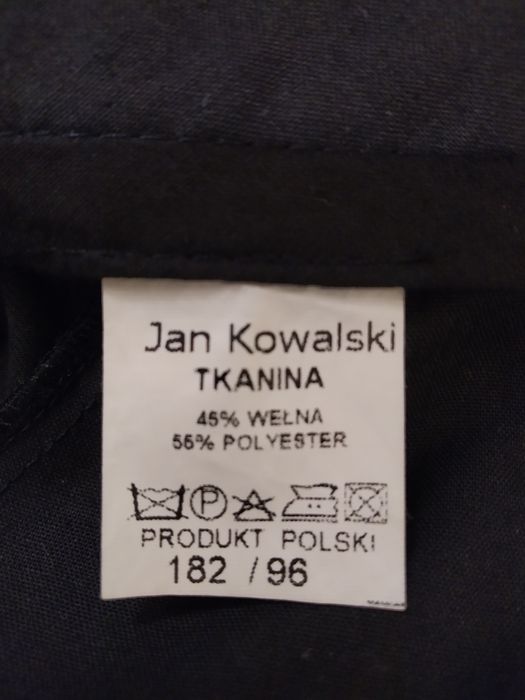 Jan Kowalski
TKANINA
45% WEŁNA
55% POLYESTER
P
PRODUKT POLSKI
182 / 96